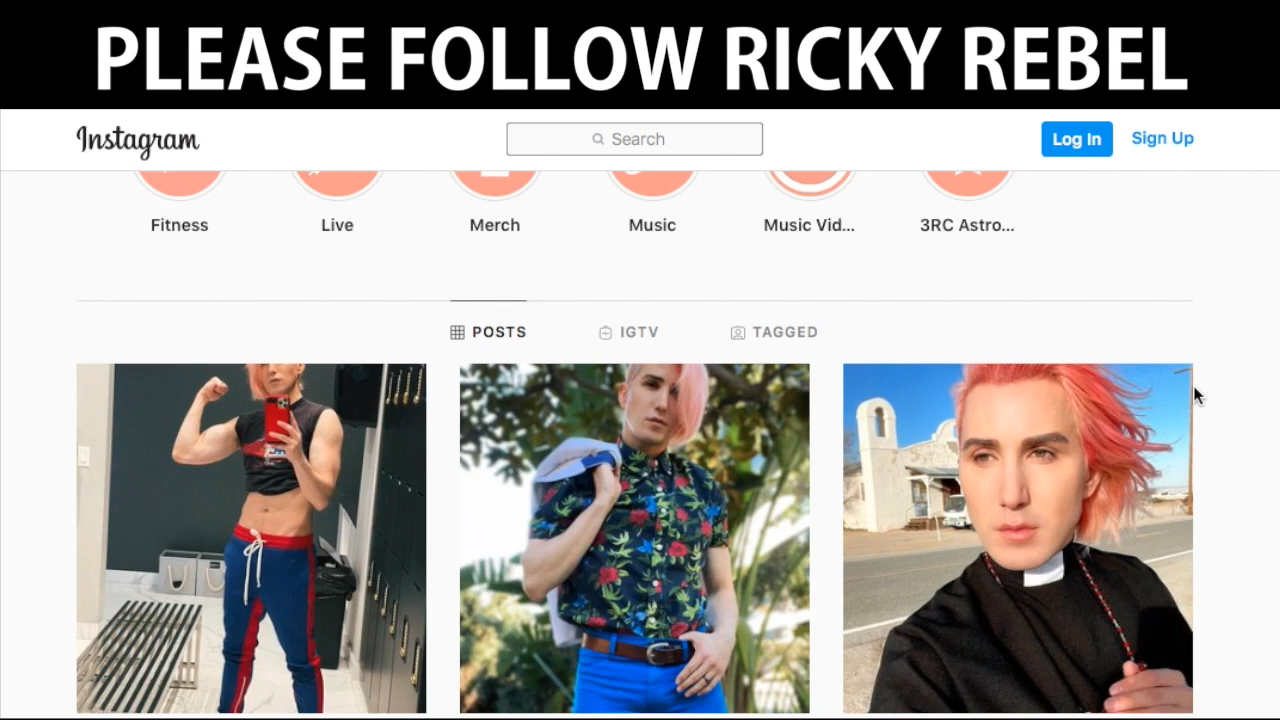 PLEASE FOLLOW RICKY REBEL
Instagram
Search
Log In
Sign Up
Fitness
Live
Merch
Music
Music Vid...
3RC Astro...
POSTS
IGTV
TAGGED